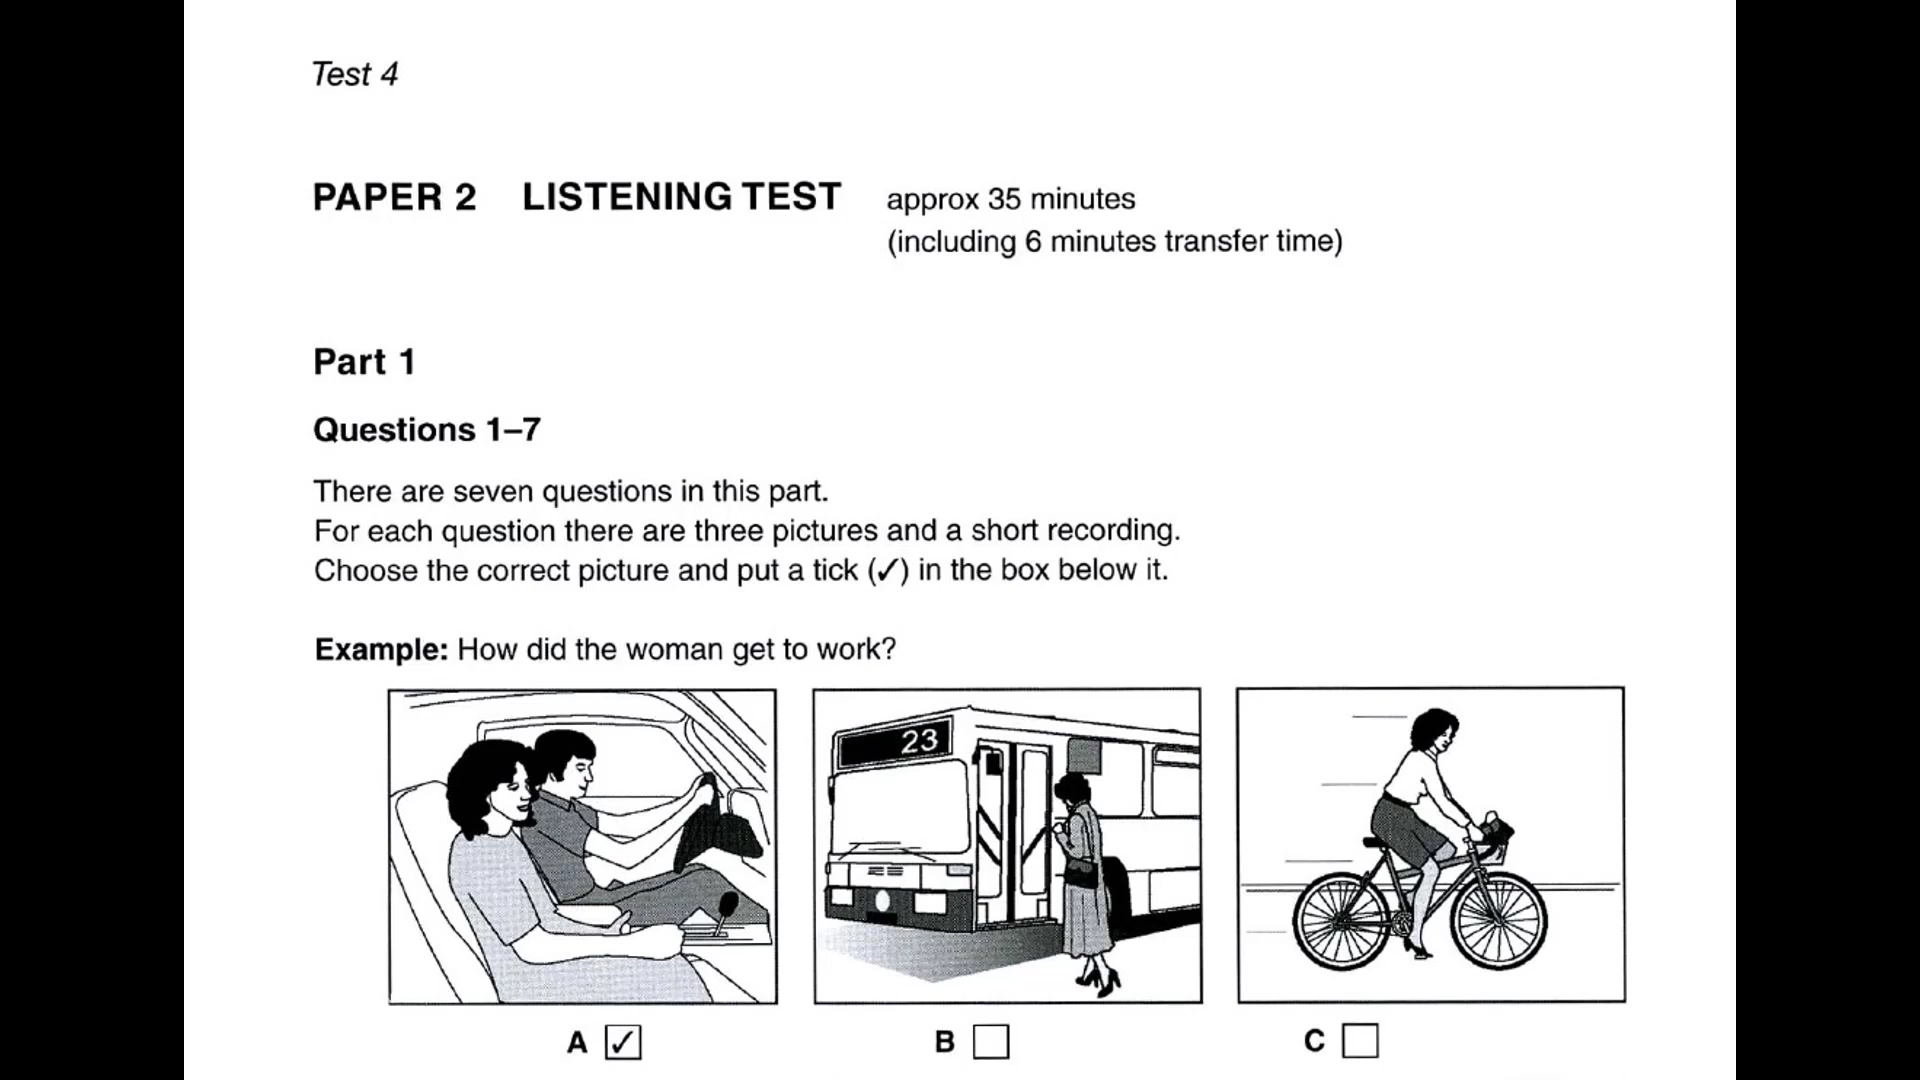 Test 4
PAPER 2 LISTENING TEST approx 35 minutes
(including 6 minutes transfer time)
Part 1
Questions 1–7
There are seven questions in this part.
For each question there are three pictures and a short recording.
Choose the correct picture and put a tick (✓) in the box below it.
Example: How did the woman get to work?
23
A ✓ B C